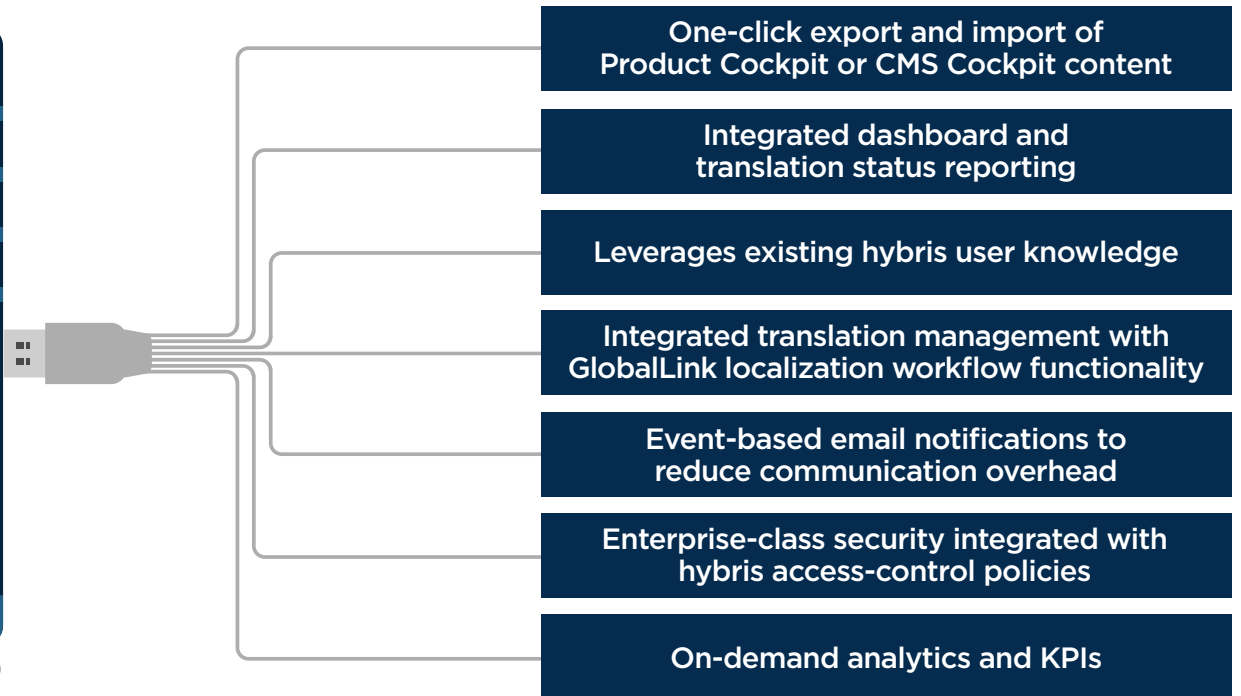 One-click export and import of
Product Cockpit or CMS Cockpit content
Integrated dashboard and
translation status reporting
Leverages existing hybris user knowledge
Integrated translation management with
GlobalLink localization workflow functionality
Event-based email notifications to
reduce communication overhead
Enterprise-class security integrated with
hybris access-control policies
On-demand analytics and KPIs